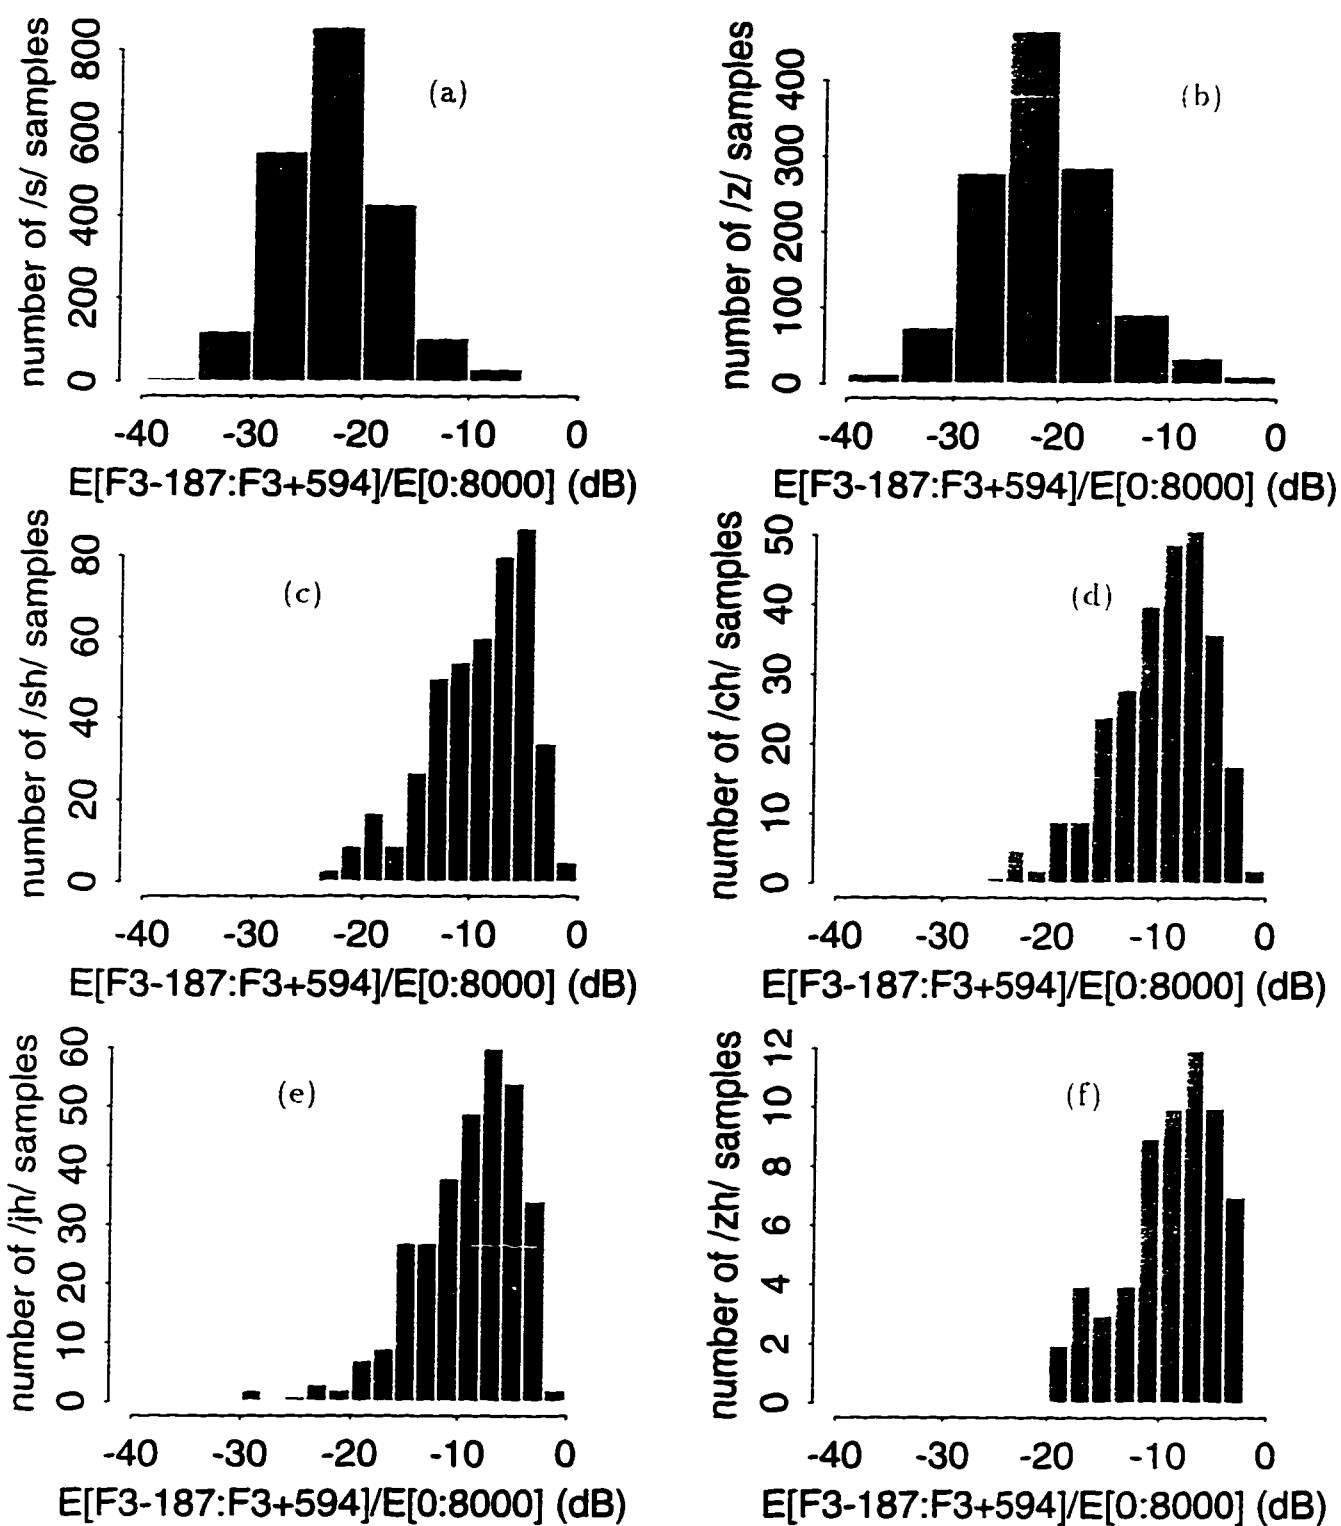 number of /s/ samples
0 200 400 600 800
(a)
-40 -30 -20 -10 0
E[F3-187:F3+594]/E[0:8000] (dB)
number of /z/ samples
0 100 200 300 400
(b)
-40 -30 -20 -10 0
E[F3-187:F3+594]/E[0:8000] (dB)
number of /sh/ samples
0 20 40 60 80
(c)
-40 -30 -20 -10 0
E[F3-187:F3+594]/E[0:8000] (dB)
number of /ch/ samples
0 10 20 30 40 50
(d)
-40 -30 -20 -10 0
E[F3-187:F3+594]/E[0:8000] (dB)
number of /jh/ samples
0 10 20 30 40 50 60
(e)
-40 -30 -20 -10 0
E[F3-187:F3+594]/E[0:8000] (dB)
number of /zh/ samples
0 2 4 6 8 10 12
(f)
-40 -30 -20 -10 0
E[F3-187:F3+594]/E[0:8000] (dB)